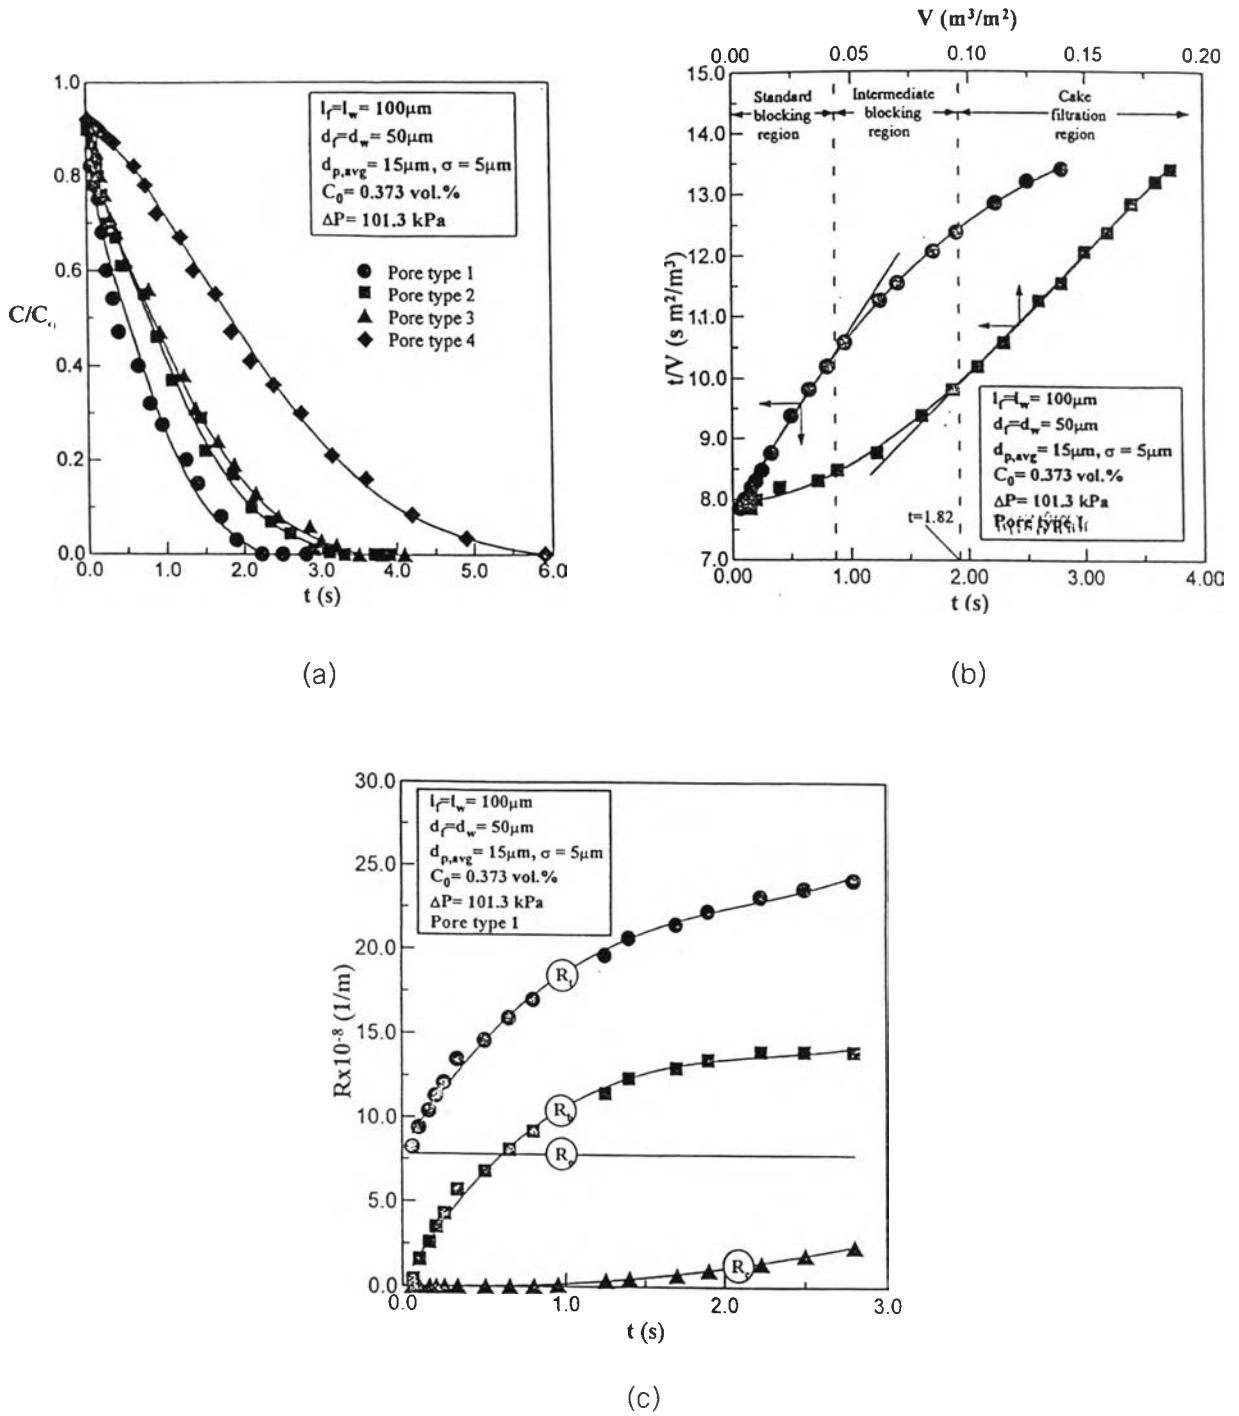 1.0
0.8
0.6
C/C₀
0.4
0.2
0.0
0.0 1.0 2.0 3.0 4.0 5.0 6.0
t (s)
l_f=l_w= 100μm
d_f=d_w= 50μm
d_p,avg= 15μm, σ = 5μm
C₀= 0.373 vol.%
ΔP= 101.3 kPa
Pore type 1
Pore type 2
Pore type 3
Pore type 4
(a)
V (m³/m²)
0.00 0.05 0.10 0.15 0.20
15.0
14.0
13.0
12.0
11.0
10.0
9.0
8.0
7.0
t/V (s m²/m³)
Standard
blocking
region
Intermediate
blocking
region
Cake
filtration
region
l_f=l_w= 100μm
d_f=d_w= 50μm
d_p,avg= 15μm, σ = 5μm
C₀= 0.373 vol.%
ΔP= 101.3 kPa
Pore type 1
t=1.82
0.00 1.00 2.00 3.00 4.00
t (s)
(b)
30.0
25.0
20.0
15.0
10.0
5.0
0.0
Rx10⁻⁸ (1/m)
l_f=l_w= 100μm
d_f=d_w= 50μm
d_p,avg= 15μm, σ = 5μm
C₀= 0.373 vol.%
ΔP= 101.3 kPa
Pore type 1
R_t
R_b
R_o
R_c
0.0 1.0 2.0 3.0
t (s)
(c)